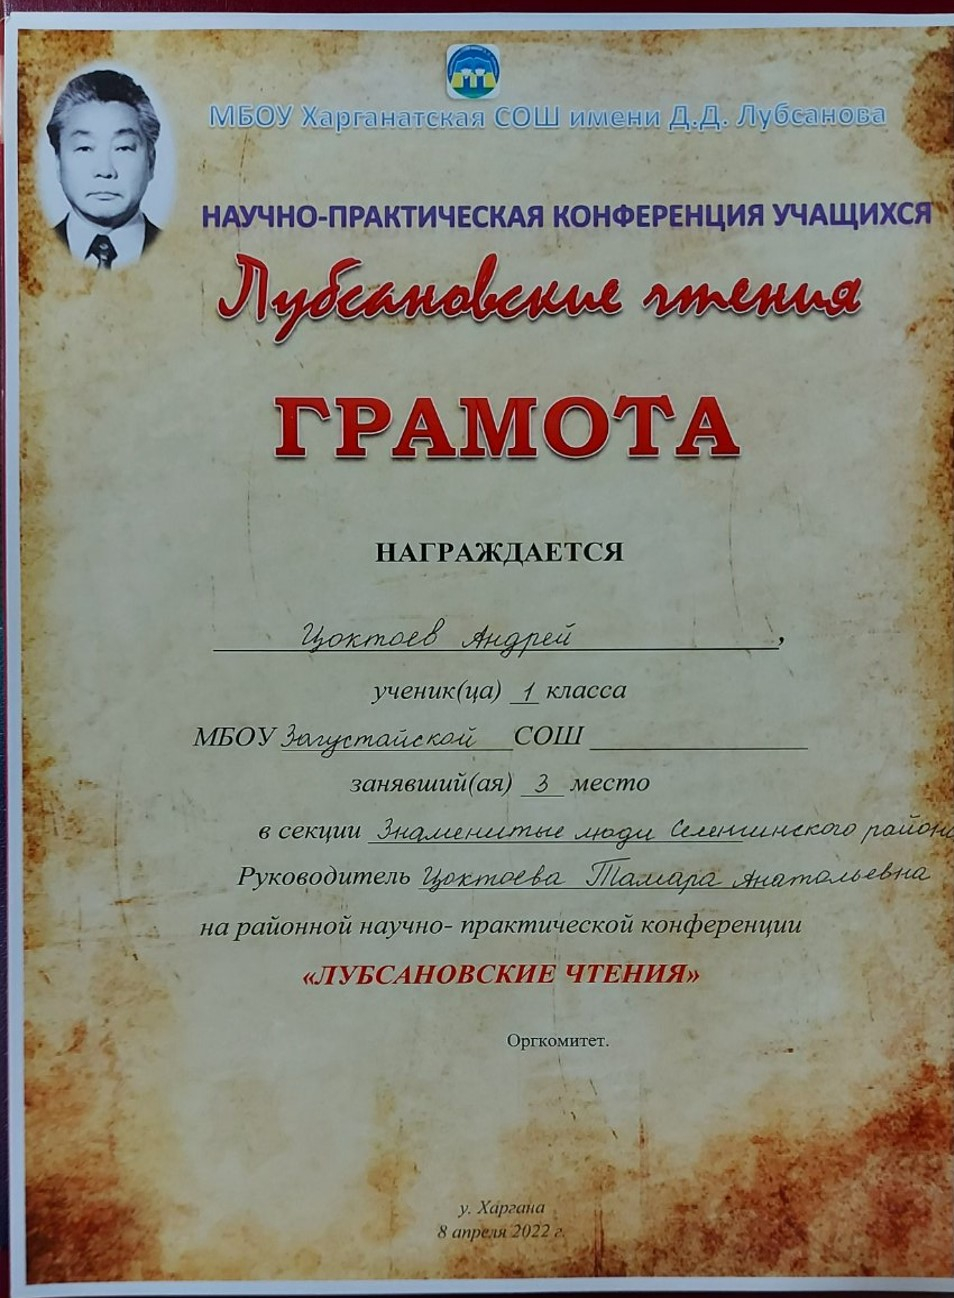 МБОУ Харганатская СОШ имени Д.Д. Лубсанова
НАУЧНО-ПРАКТИЧЕСКАЯ КОНФЕРЕНЦИЯ УЧАЩИХСЯ
Лубсановские чтения
ГРАМОТА
НАГРАЖДАЕТСЯ
Цоктоев Андрей,
ученик(ца) 1 класса
МБОУ Загустайской СОШ
занявший(ая) 3 место
в секции Знаменитые люди Селенгинского района
Руководитель Цоктоева Тамара Анатольевна
на районной научно- практической конференции
«ЛУБСАНОВСКИЕ ЧТЕНИЯ»
Оргкомитет.
у. Харгана
8 апреля 2022 г.